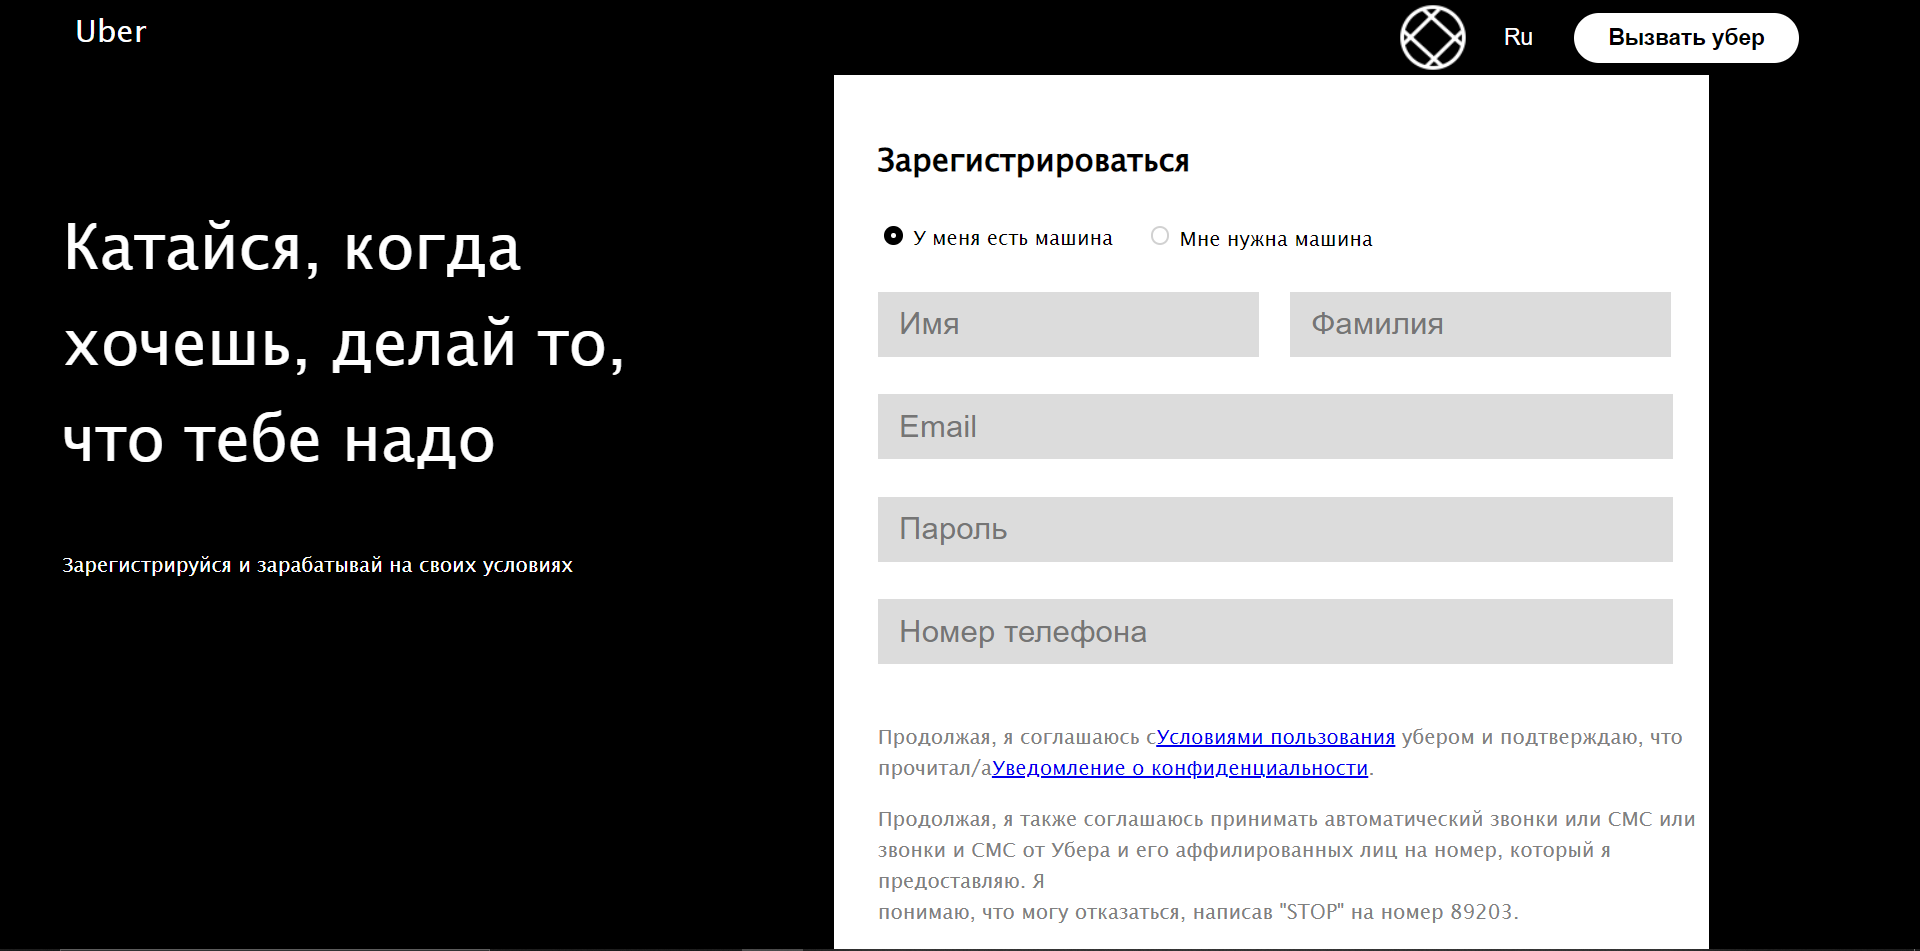 Uber
Ru
Вызвать убер
Катайся, когда
хочешь, делай то,
что тебе надо
Зарегистрируйся и зарабатывай на своих условиях
Зарегистрироваться
У меня есть машина
Мне нужна машина
Имя
Фамилия
Email
Пароль
Номер телефона
Продолжая, я соглашаюсь сУсловиями пользования убером и подтверждаю, что
прочитал/аУведомление о конфиденциальности.
Продолжая, я также соглашаюсь принимать автоматический звонки или СМС или
звонки и СМС от Убера и его аффилированных лиц на номер, который я
предоставляю. Я
понимаю, что могу отказаться, написав "STOP" на номер 89203.